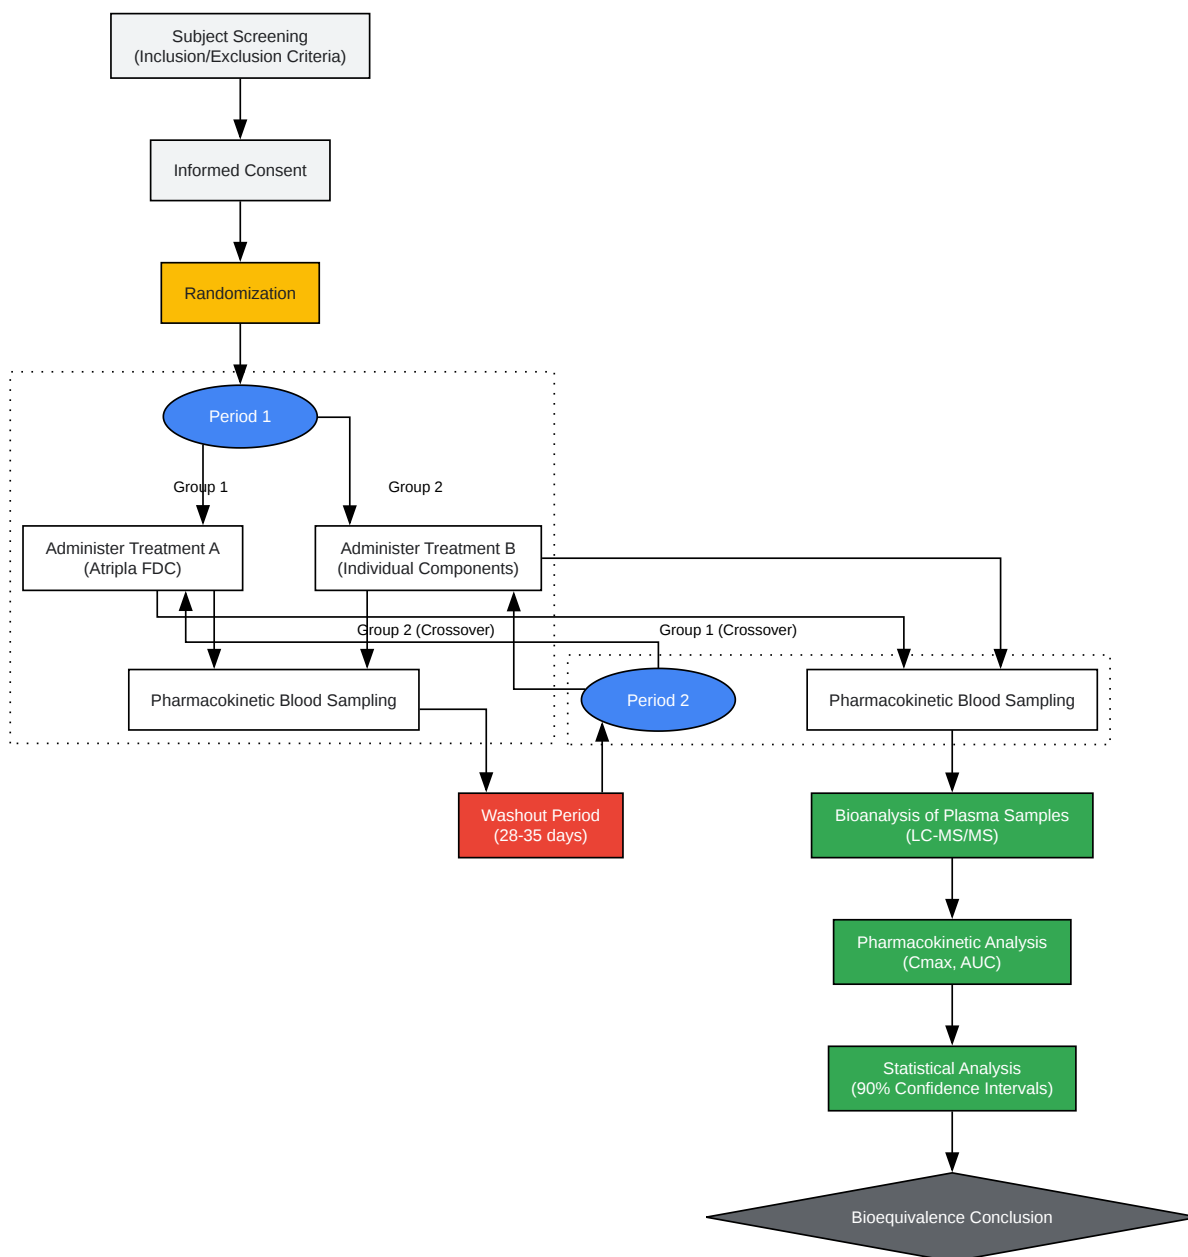 Subject Screening
(Inclusion/Exclusion Criteria)
Informed Consent
Randomization
Period 1
Group 1
Group 2
Administer Treatment A
(Atripla FDC)
Administer Treatment B
(Individual Components)
Group 2 (Crossover)
Group 1 (Crossover)
Pharmacokinetic Blood Sampling
Period 2
Pharmacokinetic Blood Sampling
Washout Period
(28-35 days)
Bioanalysis of Plasma Samples
(LC-MS/MS)
Pharmacokinetic Analysis
(Cmax, AUC)
Statistical Analysis
(90% Confidence Intervals)
Bioequivalence Conclusion